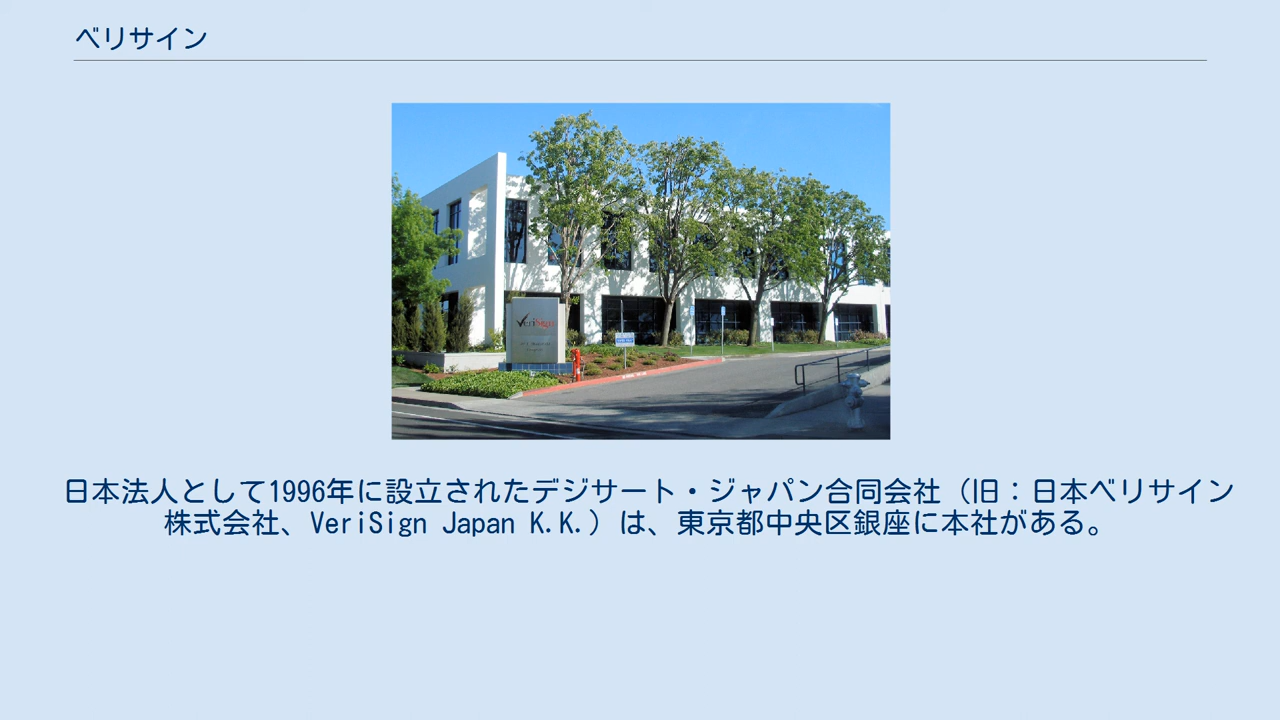 ベリサイン
VeriSign
日本法人として1996年に設立されたデジサート・ジャパン合同会社（旧：日本ベリサイン
株式会社、VeriSign Japan K.K.）は、東京都中央区銀座に本社がある。